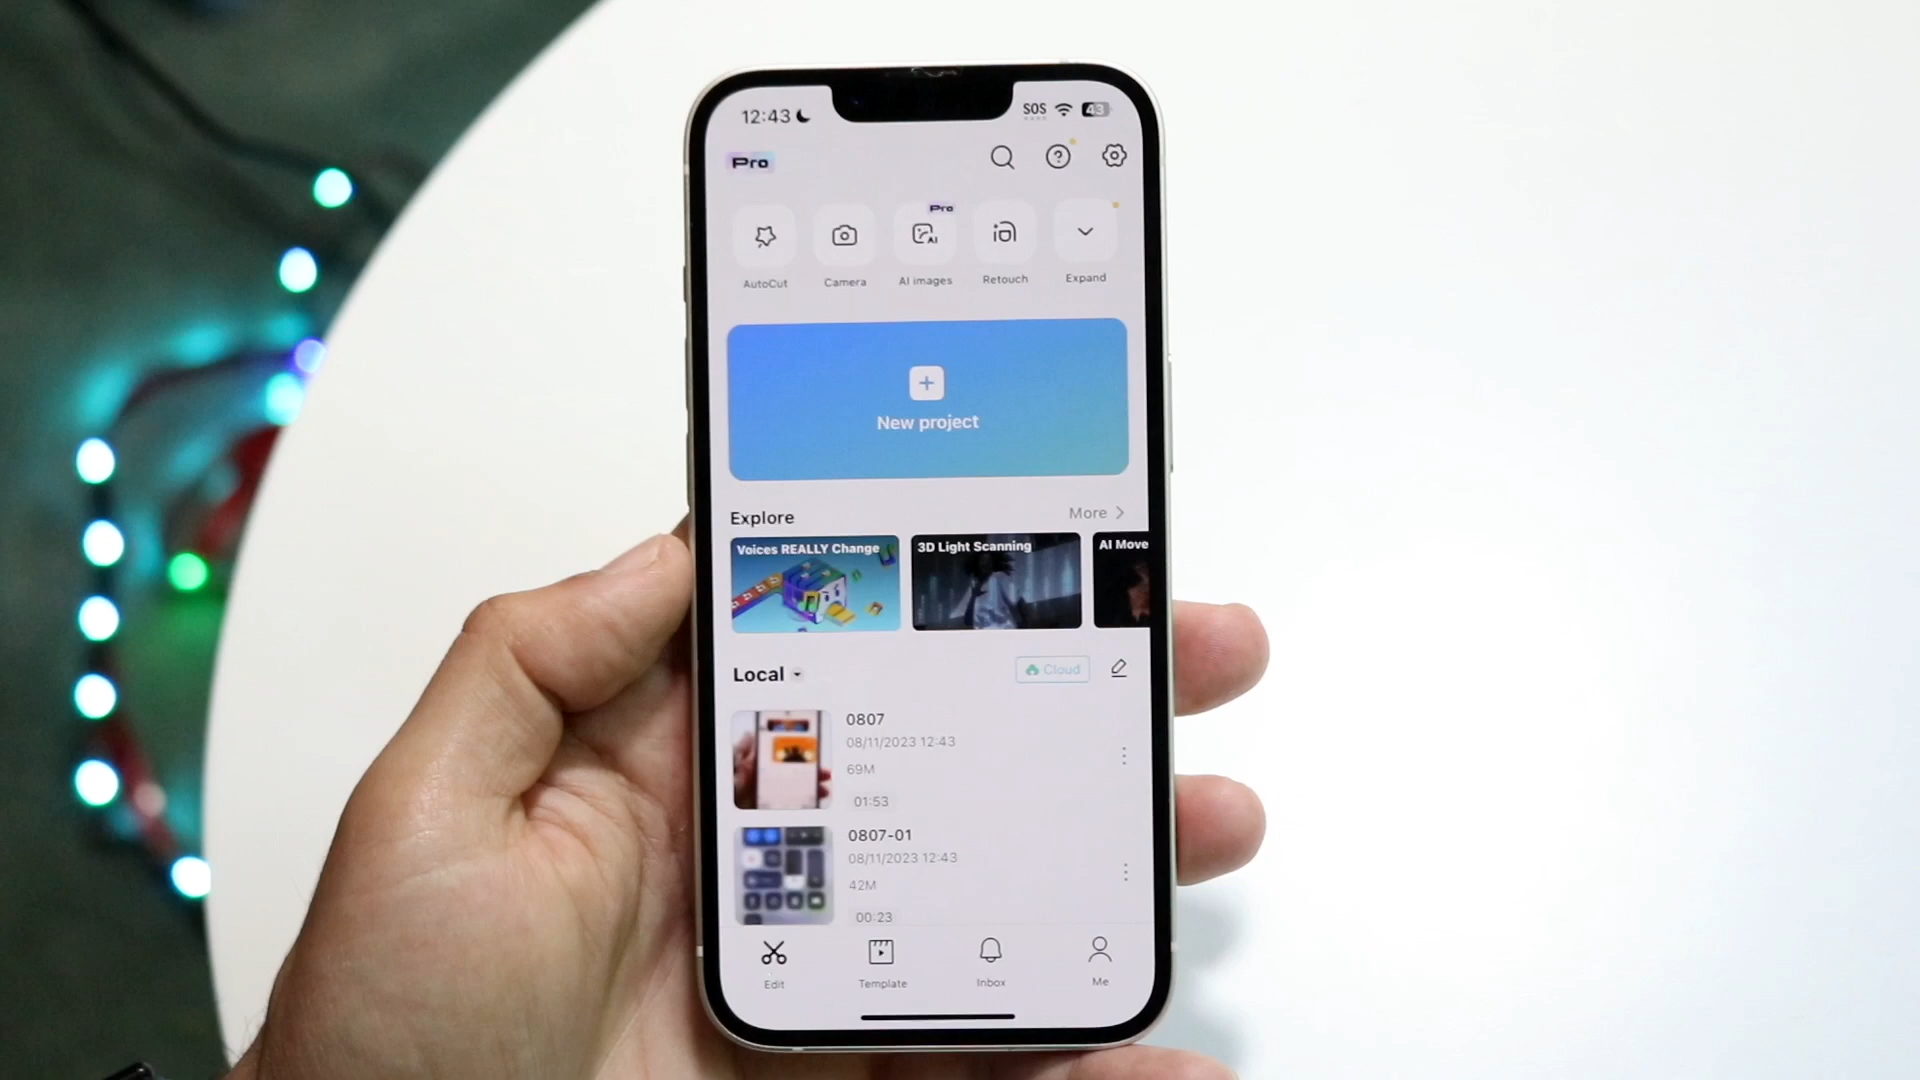 12:43 SOS 43
Pro
Pro
AutoCut Camera AI images Retouch Expand
AI
New project
Explore More
Voices REALLY Change 3D Light Scanning AI Move
Local Cloud
0807
08/11/2023 12:43
69M
01:53
0807-01
08/11/2023 12:43
42M
00:23
Edit Template Inbox Me